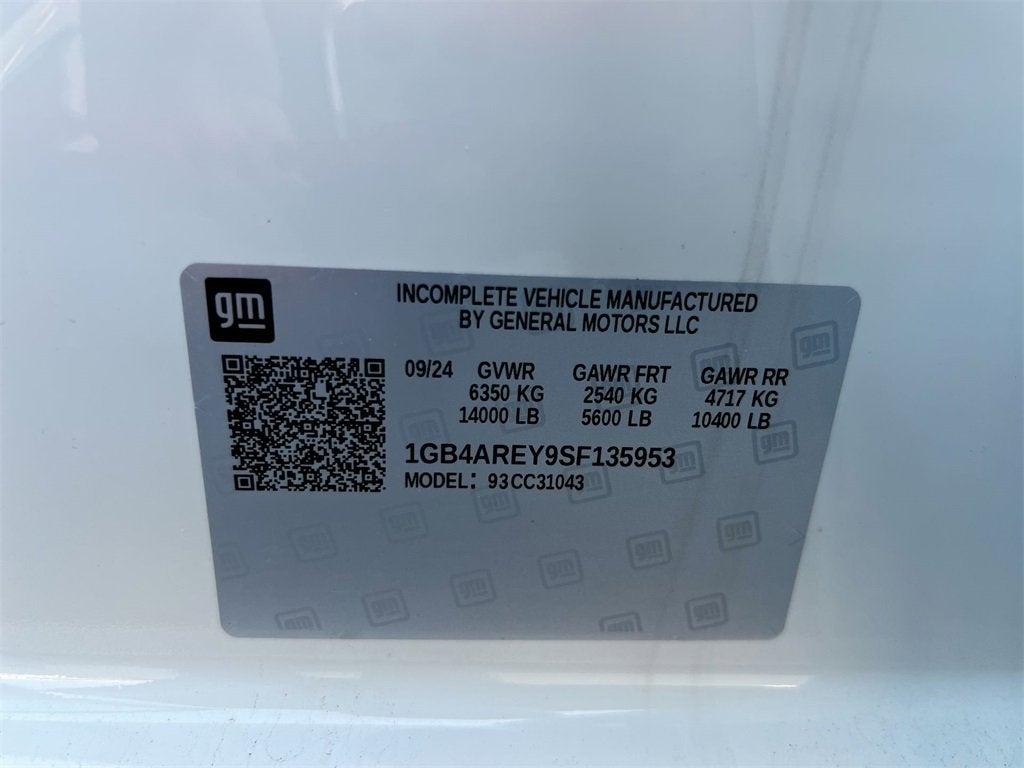 gm
INCOMPLETE VEHICLE MANUFACTURED
BY GENERAL MOTORS LLC
09/24 GVWR GAWR FRT GAWR RR
6350 KG 2540 KG 4717 KG
14000 LB 5600 LB 10400 LB
1GB4AREY9SF135953
MODEL: 93CC31043